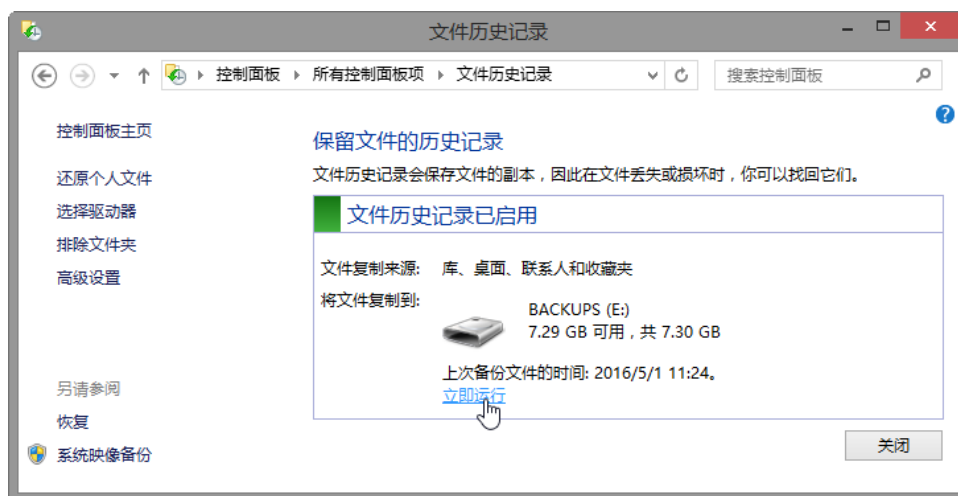 文件历史记录
控制面板 ▸ 所有控制面板项 ▸ 文件历史记录
搜索控制面板
控制面板主页
还原个人文件
选择驱动器
排除文件夹
高级设置
另请参阅
恢复
系统映像备份
保留文件的历史记录
文件历史记录会保存文件的副本，因此在文件丢失或损坏时，你可以找回它们。
文件历史记录已启用
文件复制来源: 库、桌面、联系人和收藏夹
将文件复制到:
BACKUPS (E:)
7.29 GB 可用，共 7.30 GB
上次备份文件的时间: 2016/5/1 11:24。
立即运行
关闭